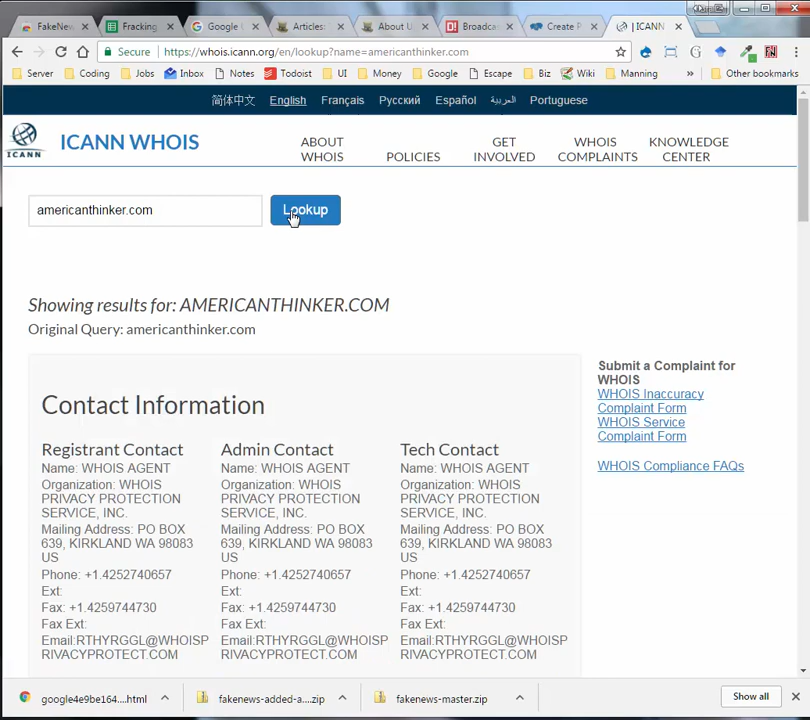 FakeNew
Fracking
Google
Articles:
About U
Broadcas
Create P
ICANN
Secure
https://whois.icann.org/en/lookup?name=americanthinker.com
Server Coding Jobs Inbox Notes Todoist UI Money Google Escape Biz Wiki Manning » Other bookmarks
简体中文 English Français Русский Español العربية Portuguese
ICANN
ICANN WHOIS
ABOUT
WHOIS
POLICIES
GET
INVOLVED
WHOIS
COMPLAINTS
KNOWLEDGE
CENTER
americanthinker.com
Lookup
Showing results for: AMERICANTHINKER.COM
Original Query: americanthinker.com
Contact Information
Registrant Contact
Name: WHOIS AGENT
Organization: WHOIS
PRIVACY PROTECTION
SERVICE, INC.
Mailing Address: PO BOX
639, KIRKLAND WA 98083
US
Phone: +1.4252740657
Ext:
Fax: +1.4259744730
Fax Ext:
Email:RTHYRGGL@WHOISP
RIVACYPROTECT.COM
Admin Contact
Name: WHOIS AGENT
Organization: WHOIS
PRIVACY PROTECTION
SERVICE, INC.
Mailing Address: PO BOX
639, KIRKLAND WA 98083
US
Phone: +1.4252740657
Ext:
Fax: +1.4259744730
Fax Ext:
Email:RTHYRGGL@WHOISP
RIVACYPROTECT.COM
Tech Contact
Name: WHOIS AGENT
Organization: WHOIS
PRIVACY PROTECTION
SERVICE, INC.
Mailing Address: PO BOX
639, KIRKLAND WA 98083
US
Phone: +1.4252740657
Ext:
Fax: +1.4259744730
Fax Ext:
Email:RTHYRGGL@WHOISP
RIVACYPROTECT.COM
Submit a Complaint for
WHOIS
WHOIS Inaccuracy
Complaint Form
WHOIS Service
Complaint Form
WHOIS Compliance FAQs
google4e9be164....html
fakenews-added-a....zip
fakenews-master.zip
Show all